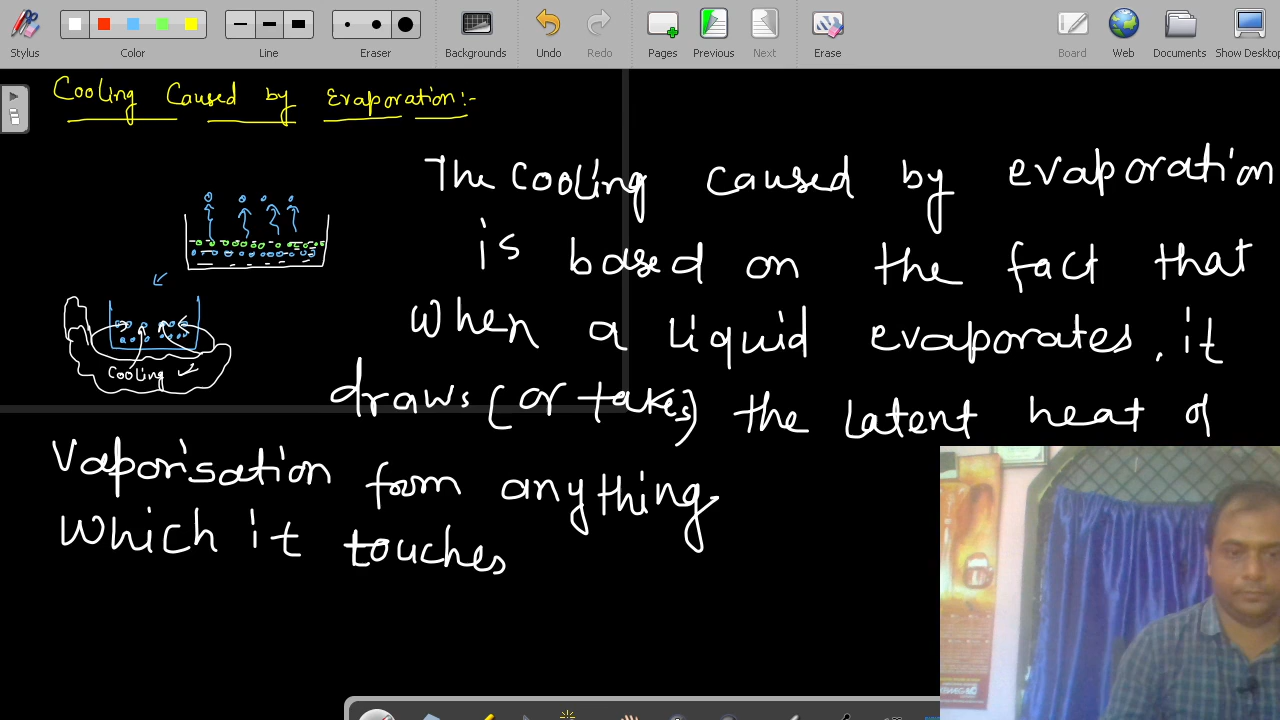 Stylus Color Line Eraser Backgrounds Undo Redo Pages Previous Next Erase Board Web Documents Show Desktop
Cooling Caused by Evaporation:-
The Cooling caused by evaporation
is based on the fact that
when a liquid evaporates, it
draws (or takes) the latent heat of
Vaporisation from anything
which it touches
Cooling